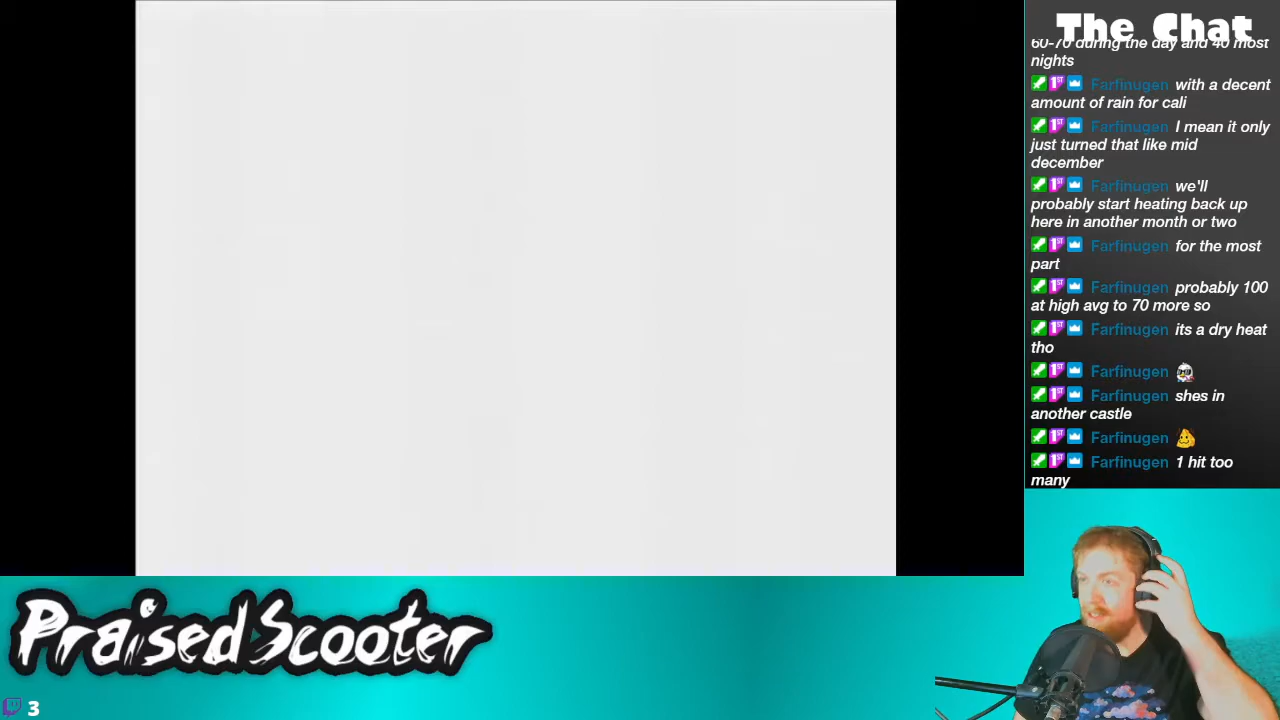 The Chat
60-70 during the day and 40 most
nights
Farfinugen with a decent
amount of rain for cali
Farfinugen I mean it only
just turned that like mid
december
Farfinugen we'll
probably start heating back up
here in another month or two
Farfinugen for the most
part
Farfinugen probably 100
at high avg to 70 more so
Farfinugen its a dry heat
tho
Farfinugen
Farfinugen shes in
another castle
Farfinugen
Farfinugen 1 hit too
many
PraisedScooter
3